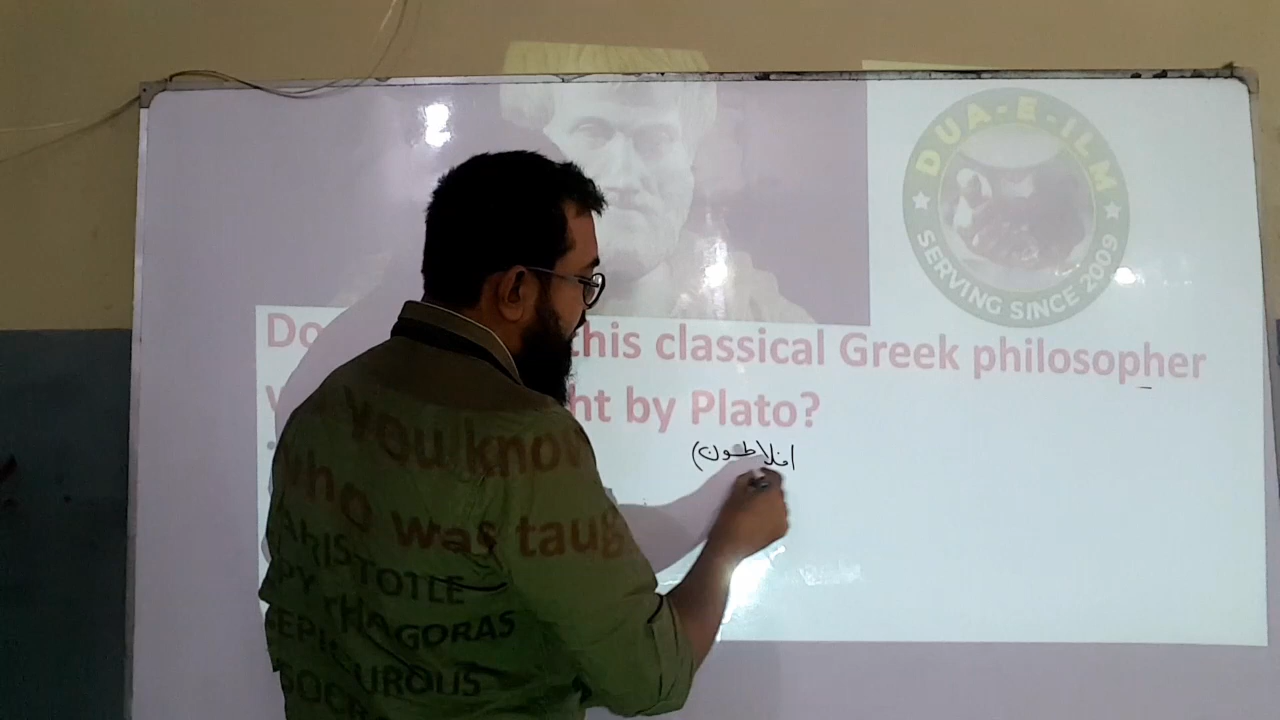 DUA-E-ILM
SERVING SINCE 2009
Do you know this classical Greek philosopher
who was taught by Plato?
افلاطون)
ARISTOTLE
PYTHAGORAS
EPICUROUS